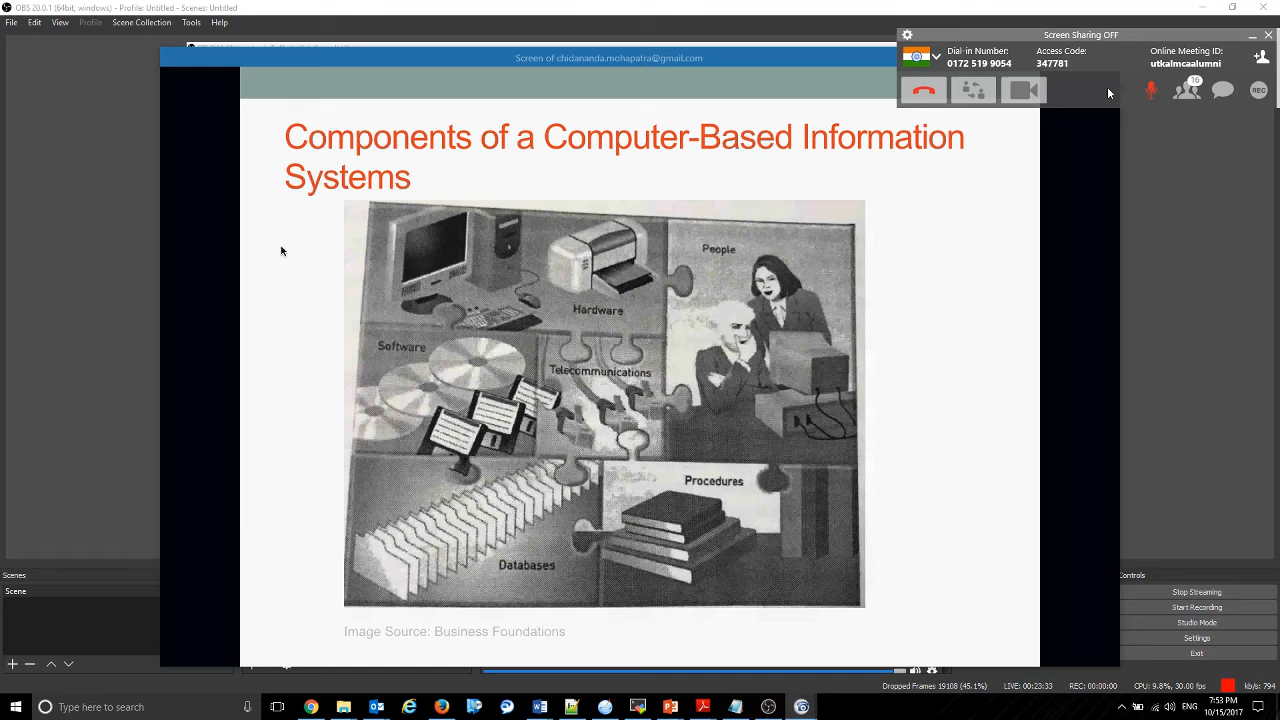 OBS 20.0.1 (64bit, windows) - Profile: Untitled - Scenes: Untitled
File Edit View Profile Scene Collection Tools Help
Screen Sharing OFF
Screen of chidananda.mohapatra@gmail.com
Dial-in Number: Access Code: Online Meeting ID:
0172 519 9054 347781 utkalmcaalumni
16
REC
Components of a Computer-Based Information
Systems
People
Hardware
Software
Telecommunications
Procedures
Databases
Image Source: Business Foundations
Scenes
Scene
Controls
Stop Streaming
Start Recording
Studio Mode
Settings
Exit
Dropped Frames 19108 (45.1%) LIVE: 00:23:33 REC: 00:00:00 CPU: 9.8%, 30.00 fps kb/s: 794
Type here to search
7:53 PM
10/15/2017